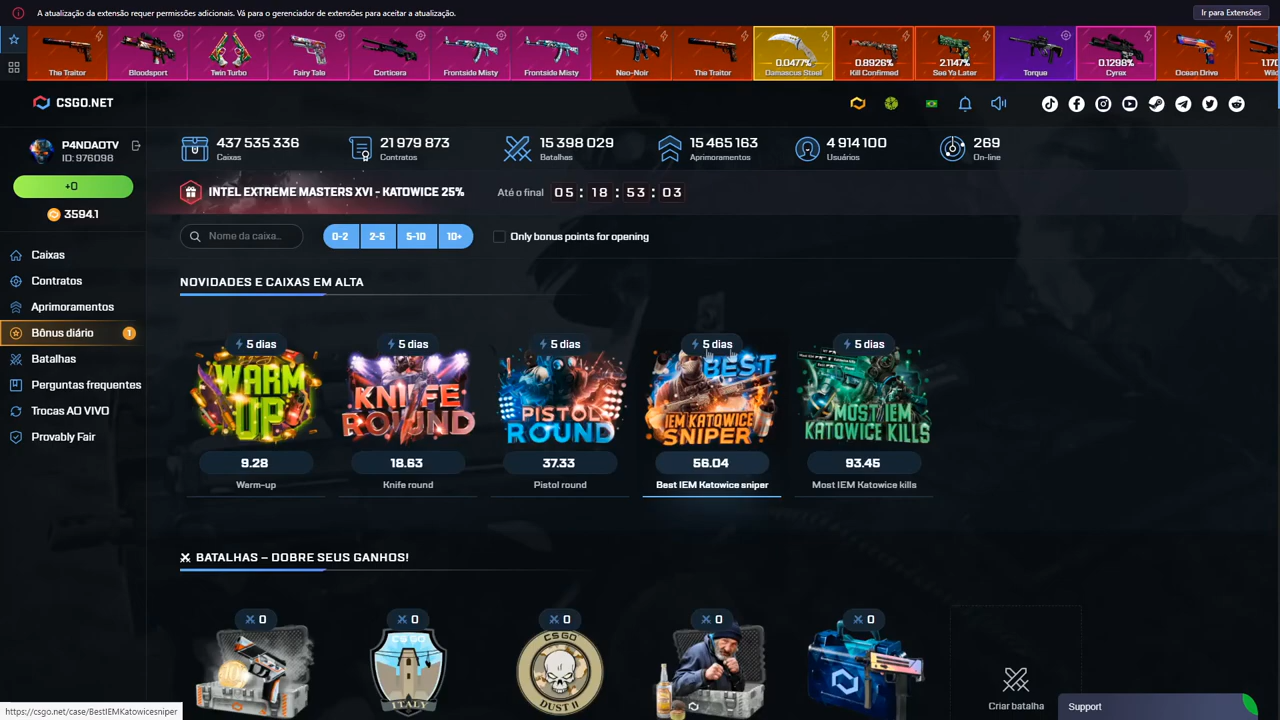 A atualização da extensão requer permissões adicionais. Vá para o gerenciador de extensões para aceitar a atualização.
Ir para Extensões
The Traitor
Bloodsport
Twin Turbo
Fairy Tale
Corticera
Frontside Misty
Frontside Misty
Neo-Noir
The Traitor
0.0477%
Damascus Steel
0.8926%
Kill Confirmed
2.1147%
See Ya Later
Torque
0.1298%
Cyrex
Ocean Drive
CSGO.NET
P4NDAOTV
ID: 976098
+0
3594.1
437 535 336
Caixas
21 979 873
Contratos
15 398 029
Batalhas
15 465 163
Aprimoramentos
4 914 100
Usuários
269
On-line
INTEL EXTREME MASTERS XVI - KATOWICE 25%
Até o final
05 : 18 : 53 : 03
Nome da caixa...
0-2
2-5
5-10
10+
Only bonus points for opening
Caixas
Contratos
Aprimoramentos
Bônus diário
1
Batalhas
Perguntas frequentes
Trocas AO VIVO
Provably Fair
NOVIDADES E CAIXAS EM ALTA
5 dias
5 dias
5 dias
5 dias
5 dias
WARM UP
KNIFE ROUND
PISTOL ROUND
BEST IEM KATOWICE SNIPER
MOST IEM KATOWICE KILLS
9.28
18.63
37.33
56.04
93.45
Warm-up
Knife round
Pistol round
Best IEM Katowice sniper
Most IEM Katowice kills
BATALHAS – DOBRE SEUS GANHOS!
0
0
0
0
0
CS GO
ITALY
CS GO
DUST II
Criar batalha
Support
https://csgo.net/case/BestIEMKatowicesniper